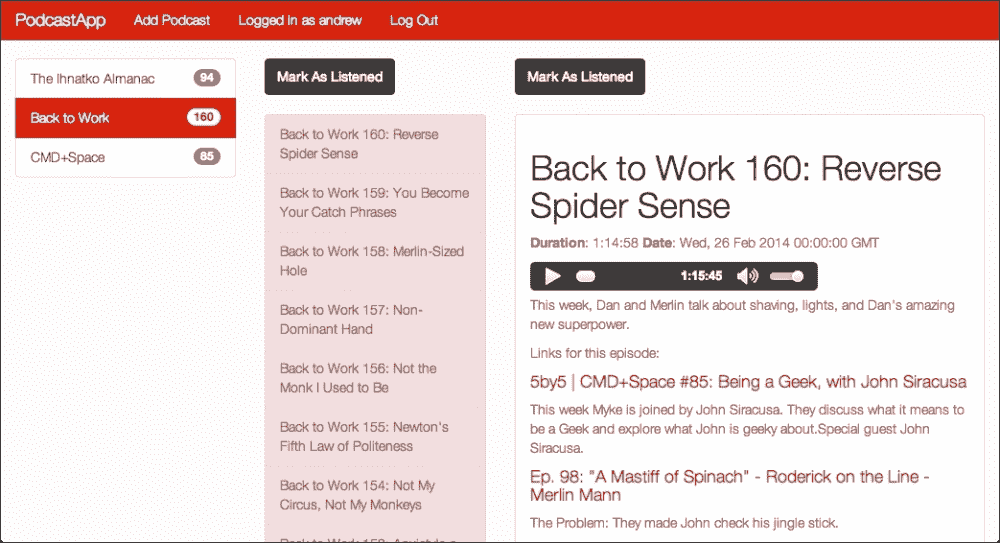 PodcastApp Add Podcast Logged in as andrew Log Out
The Ihnatko Almanac 94
Back to Work 160
CMD+Space 85
Mark As Listened
Back to Work 160: Reverse
Spider Sense
Back to Work 159: You Become
Your Catch Phrases
Back to Work 158: Merlin-Sized
Hole
Back to Work 157: Non-
Dominant Hand
Back to Work 156: Not the
Monk I Used to Be
Back to Work 155: Newton's
Fifth Law of Politeness
Back to Work 154: Not My
Circus, Not My Monkeys
Mark As Listened
Back to Work 160: Reverse
Spider Sense
Duration: 1:14:58 Date: Wed, 26 Feb 2014 00:00:00 GMT
1:15:45
This week, Dan and Merlin talk about shaving, lights, and Dan's amazing
new superpower.
Links for this episode:
5by5 | CMD+Space #85: Being a Geek, with John Siracusa
This week Myke is joined by John Siracusa. They discuss what it means to
be a Geek and explore what John is geeky about.Special guest John
Siracusa.
Ep. 98: "A Mastiff of Spinach" - Roderick on the Line -
Merlin Mann
The Problem: They made John check his jingle stick.